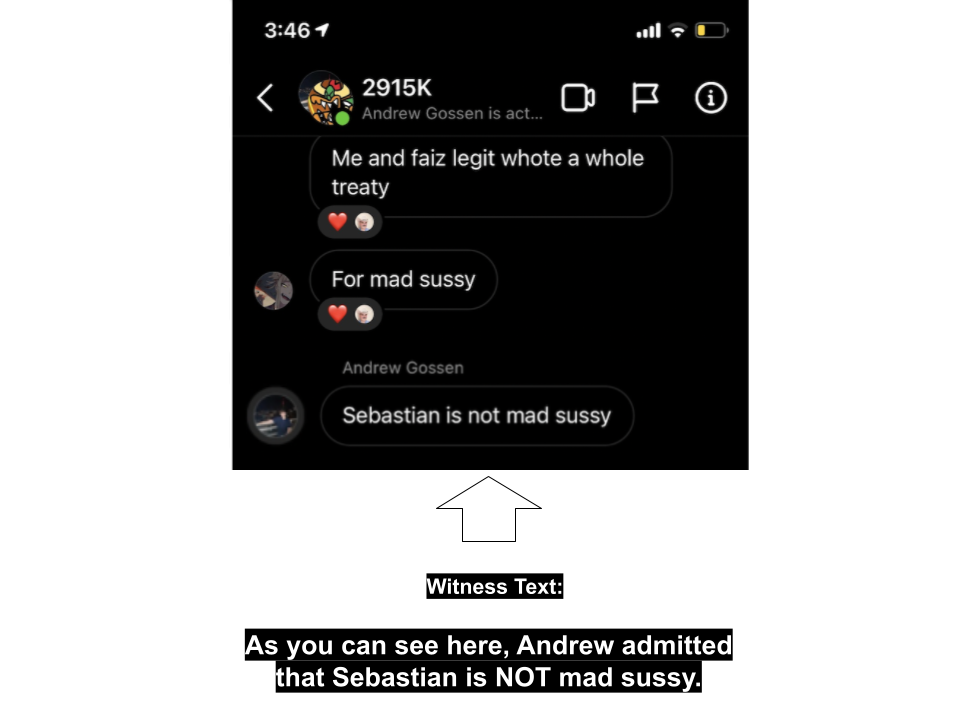 3:46
2915K
Andrew Gossen is act...
Me and faiz legit whote a whole
treaty
For mad sussy
Andrew Gossen
Sebastian is not mad sussy
Witness Text:
As you can see here, Andrew admitted
that Sebastian is NOT mad sussy.